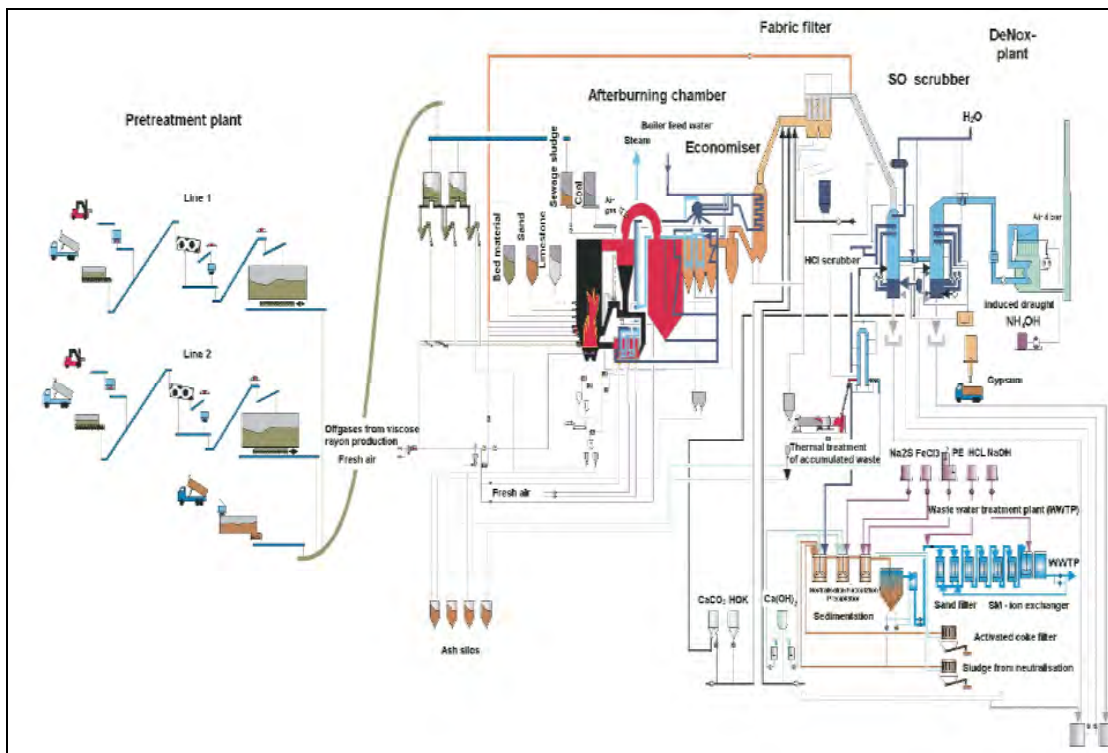 Fabric filter
DeNox-
plant
SO scrubber
Afterburning chamber
H2O
Pretreatment plant
Boiler feed water
Steam
Economiser
Sewage sludge
Coal
Line 1
Air
Bed material
Sand
Limestone
HCl scrubber
Induced draught
NH4OH
Line 2
Gypsum
Offgases from viscose
rayon production
Fresh air
Thermal treatment
of accumulated waste
Na2S FeCl3 PE HCL NaOH
Fresh air
Waste water treatment plant (WWTP)
WWTP
CaCO3 HOK
Ca(OH)2
Precipitation
Sand filter
SM - ion exchanger
Sedimentation
Activated coke filter
Ash silos
Sludge from neutralisation